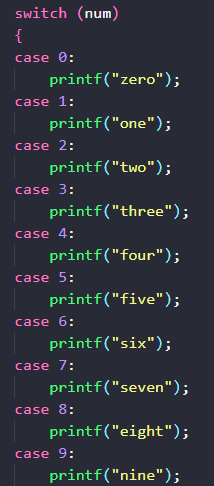 switch (num)
{
case 0:
    printf("zero");
case 1:
    printf("one");
case 2:
    printf("two");
case 3:
    printf("three");
case 4:
    printf("four");
case 5:
    printf("five");
case 6:
    printf("six");
case 7:
    printf("seven");
case 8:
    printf("eight");
case 9:
    printf("nine");